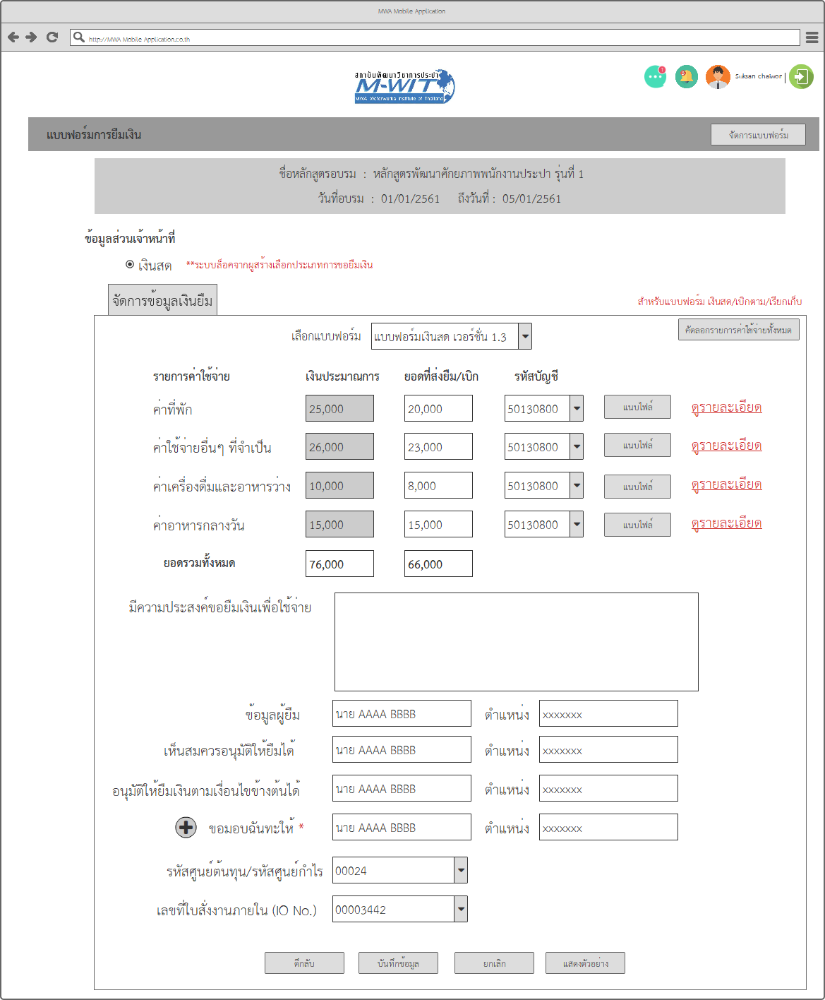 MWA Mobile Application
http://MWA Mobile Application.co.th
สถาบันพัฒนาวิชาการประปา
M-WIT
MWA Waterworks Institute of Thailand
1
3
Suksan chaiwon
แบบฟอร์มการยืมเงิน
จัดการแบบฟอร์ม
ชื่อหลักสูตรอบรม : หลักสูตรพัฒนาศักยภาพพนักงานประปา รุ่นที่ 1
วันที่อบรม : 01/01/2561 ถึงวันที่ : 05/01/2561
ข้อมูลส่วนเจ้าหน้าที่
เงินสด **ระบบล็อคจากผู้สร้างเลือกประเภทการขอยืมเงิน
จัดการข้อมูลเงินยืม
สำหรับแบบฟอร์ม เงินสด/เบิกตาม/เรียกเก็บ
เลือกแบบฟอร์ม แบบฟอร์มเงินสด เวอร์ชั่น 1.3
คัดลอกรายการค่าใช้จ่ายทั้งหมด
รายการค่าใช้จ่าย เงินประมาณการ ยอดที่ส่งยืม/เบิก รหัสบัญชี
ค่าที่พัก 25,000 20,000 50130800 แนบไฟล์ ดูรายละเอียด
ค่าใช้จ่ายอื่นๆ ที่จำเป็น 26,000 23,000 50130800 แนบไฟล์ ดูรายละเอียด
ค่าเครื่องดื่มและอาหารว่าง 10,000 8,000 50130800 แนบไฟล์ ดูรายละเอียด
ค่าอาหารกลางวัน 15,000 15,000 50130800 แนบไฟล์ ดูรายละเอียด
ยอดรวมทั้งหมด 76,000 66,000
มีความประสงค์ขอยืมเงินเพื่อใช้จ่าย
ข้อมูลผู้ยืม นาย AAAA BBBB ตำแหน่ง xxxxxxx
เห็นสมควรอนุมัติให้ยืมได้ นาย AAAA BBBB ตำแหน่ง xxxxxxx
อนุมัติให้ยืมเงินตามเงื่อนไขข้างต้นได้ นาย AAAA BBBB ตำแหน่ง xxxxxxx
ขอมอบฉันทะให้ * นาย AAAA BBBB ตำแหน่ง xxxxxxx
รหัสศูนย์ต้นทุน/รหัสศูนย์กำไร 00024
เลขที่ใบสั่งงานภายใน (IO No.) 00003442
ตีกลับ บันทึกข้อมูล ยกเลิก แสดงตัวอย่าง